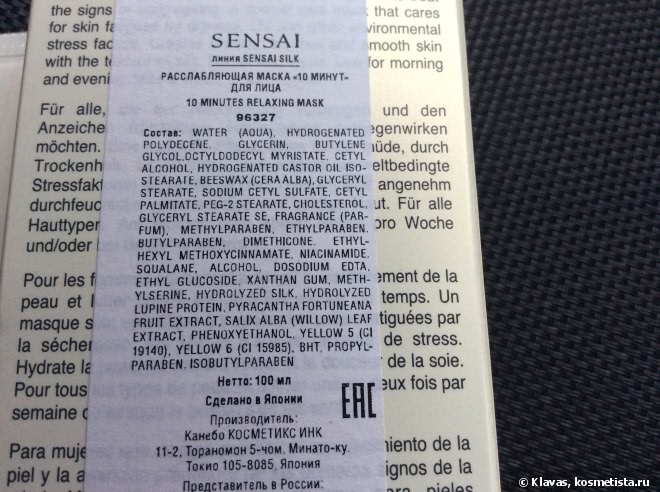 the signs
that cares
for skin fa
vironmental
stress fac
mooth skin
with the te
for morning
and evenin
SENSAI
линия SENSAI SILK
РАССЛАБЛЯЮЩАЯ МАСКА «10 МИНУТ»
ДЛЯ ЛИЦА
10 MINUTES RELAXING MASK
96327
Состав: WATER (AQUA), HYDROGENATED
POLYDECENE, GLYCERIN, BUTYLENE
GLYCOL,OCTYLDODECYL MYRISTATE, CETYL
ALCOHOL, HYDROGENATED CASTOR OIL ISO-
STEARATE, BEESWAX (CERA ALBA), GLYCERYL
STEARATE, SODIUM CETYL SULFATE, CETYL
PALMITATE, PEG-2 STEARATE, CHOLESTEROL,
GLYCERYL STEARATE SE, FRAGRANCE (PAR-
FUM), METHYLPARABEN, ETHYLPARABEN,
BUTYLPARABEN, DIMETHICONE, ETHYL-
HEXYL METHOXYCINNAMATE, NIACINAMIDE,
SQUALANE, ALCOHOL, DOSODIUM EDTA,
ETHYL GLUCOSIDE, XANTHAN GUM, METH-
YLSERINE, HYDROLYZED SILK, HYDROLYZED
LUPINE PROTEIN, PYRACANTHA FORTUNEANA
FRUIT EXTRACT, SALIX ALBA (WILLOW) LEAF
EXTRACT, PHENOXYETHANOL, YELLOW 5 (CI
19140), YELLOW 6 (CI 15985), BHT, PROPYL-
PARABEN, ISOBUTYLPARABEN
Нетто: 100 мл
Сделано в Японии
EAC
Производитель:
Канебо КОСМЕТИКС ИНК
11-2, Тораномон 5-чом, Минато-ку.
Токио 105-8085, Япония
Представитель в России:
Für alle,
und den
Anzeichen
egenwirken
möchten.
nüde, durch
Trockenh
eltbedingte
Stressfakt
angenehm
durchfeuc
ut. Für alle
Hauttypen
pro Woche
und/oder
Pour les f
ement de la
peau et l
temps. Un
masque s
tiguées par
la sécher
de stress.
Hydrate la
r de la soie.
Pour tous
eux fois par
semaine
Para muje
miento de la
piel y la
signos de la
para pieles
© Klavas, kosmetista.ru